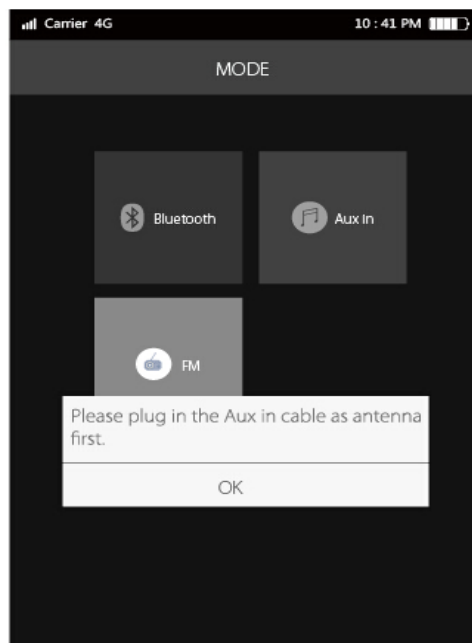 Carrier 4G 10 : 41 PM
MODE
Bluetooth Aux in
FM
Please plug in the Aux in cable as antenna
first.
OK